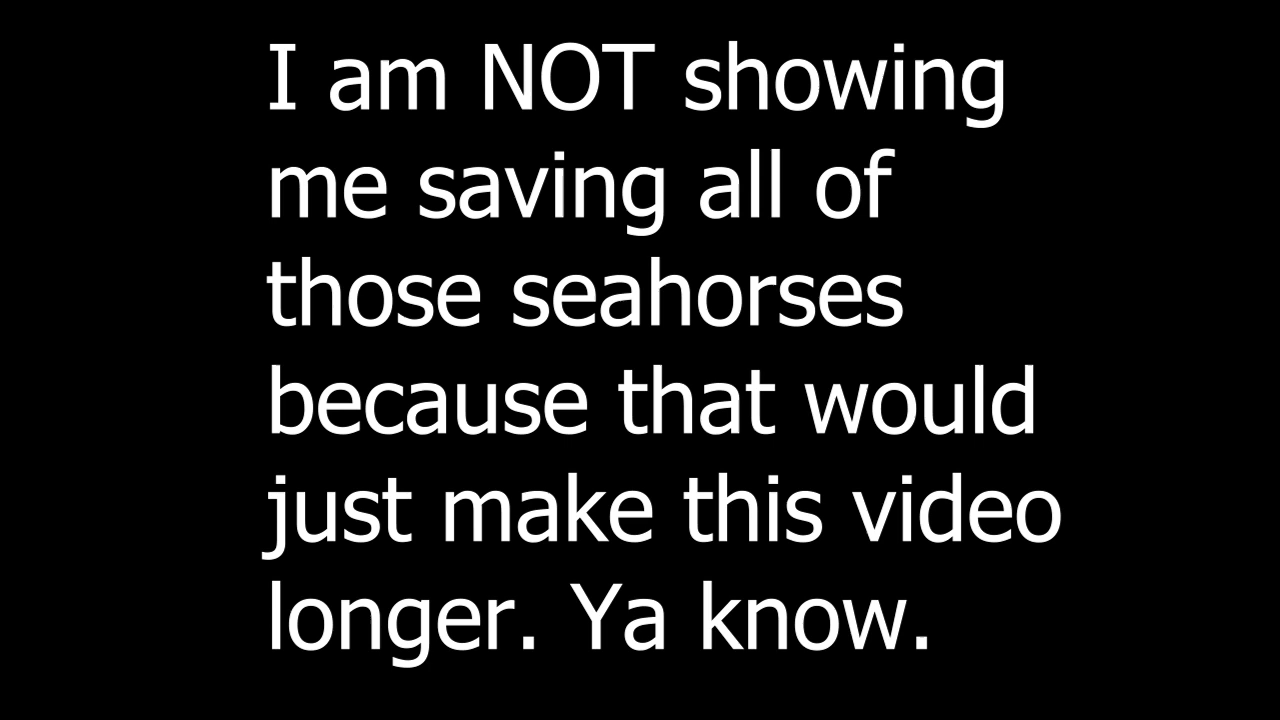 I am NOT showing
me saving all of
those seahorses
because that would
just make this video
longer. Ya know.